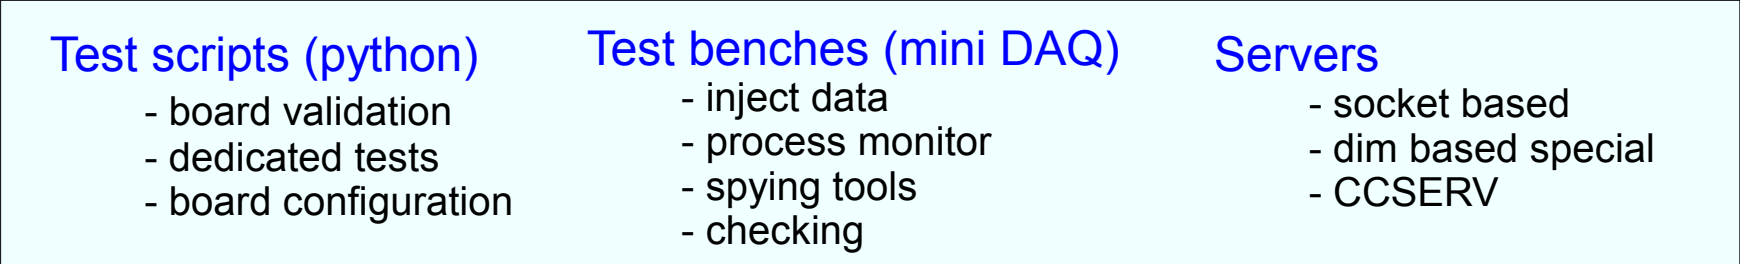 Test scripts (python)
- board validation
- dedicated tests
- board configuration
Test benches (mini DAQ)
- inject data
- process monitor
- spying tools
- checking
Servers
- socket based
- dim based special
- CCSERV